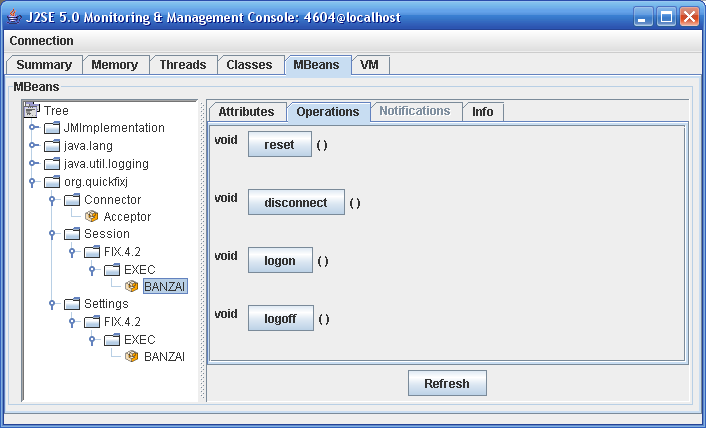 J2SE 5.0 Monitoring & Management Console: 4604@localhost
Connection
Summary Memory Threads Classes MBeans VM
MBeans
Tree
JMImplementation
java.lang
java.util.logging
org.quickfixj
Connector
Acceptor
Session
FIX.4.2
EXEC
BANZAI
Settings
FIX.4.2
EXEC
BANZAI
Attributes Operations Notifications Info
void reset ( )
void disconnect ( )
void logon ( )
void logoff ( )
Refresh